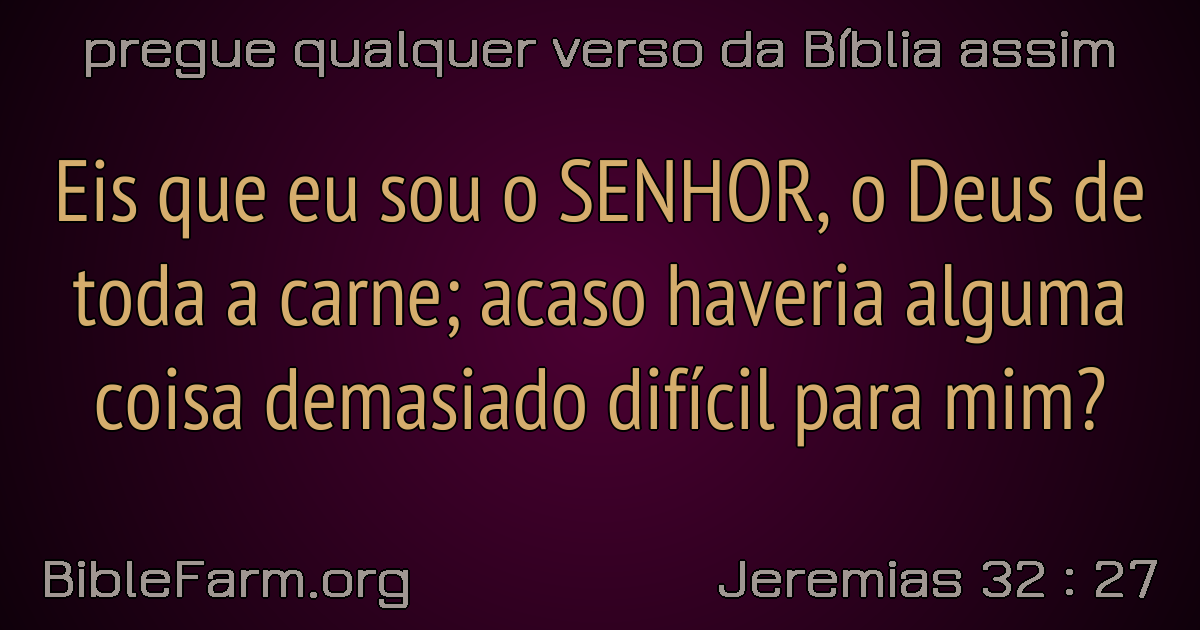 pregue qualquer verso da Bíblia assim
Eis que eu sou o SENHOR, o Deus de
toda a carne; acaso haveria alguma
coisa demasiado difícil para mim?
BibleFarm.org
Jeremias 32 : 27